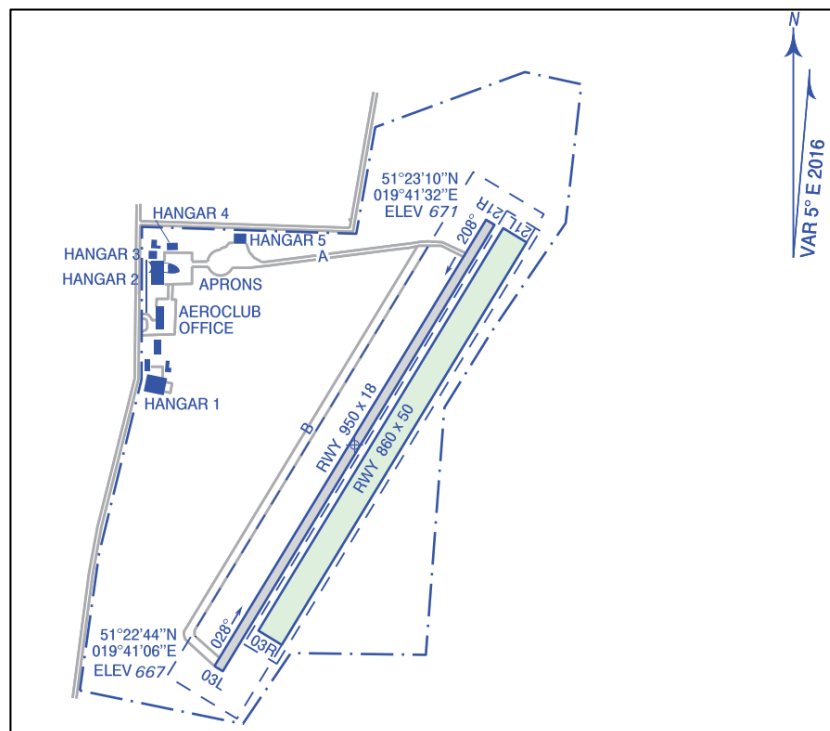 N
VAR 5° E 2016
51°23'10"N
019°41'32"E
ELEV 671
208°
21R
21L
HANGAR 4
HANGAR 5
HANGAR 3
HANGAR 2
A
APRONS
AEROCLUB
OFFICE
HANGAR 1
B
RWY 950 x 18
RWY 860 x 50
51°22'44"N
019°41'06"E
ELEV 667
028°
03L
03R